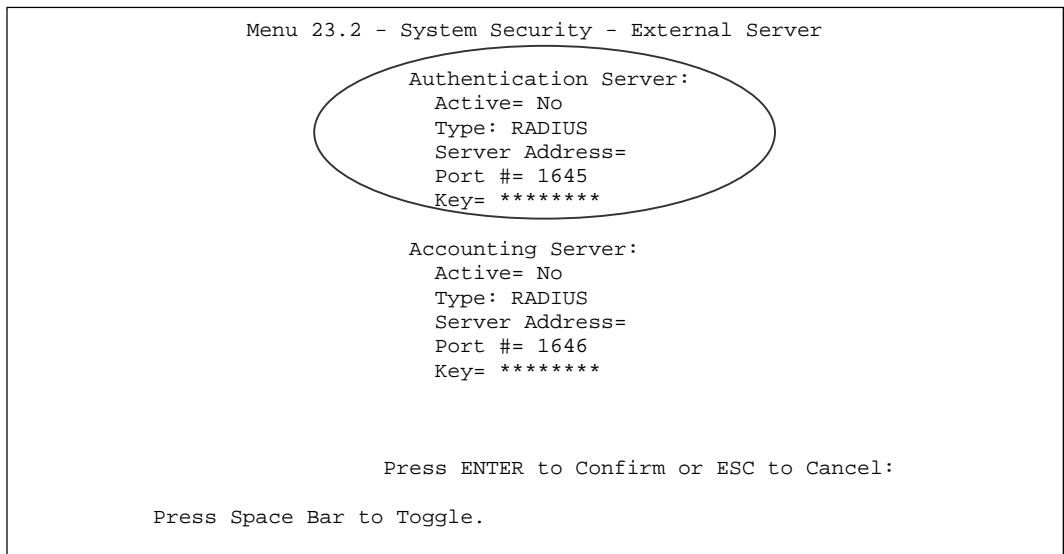 Menu 23.2 - System Security - External Server
Authentication Server:
Active= No
Type: RADIUS
Server Address=
Port #= 1645
Key= ********
Accounting Server:
Active= No
Type: RADIUS
Server Address=
Port #= 1646
Key= ********
Press ENTER to Confirm or ESC to Cancel:
Press Space Bar to Toggle.